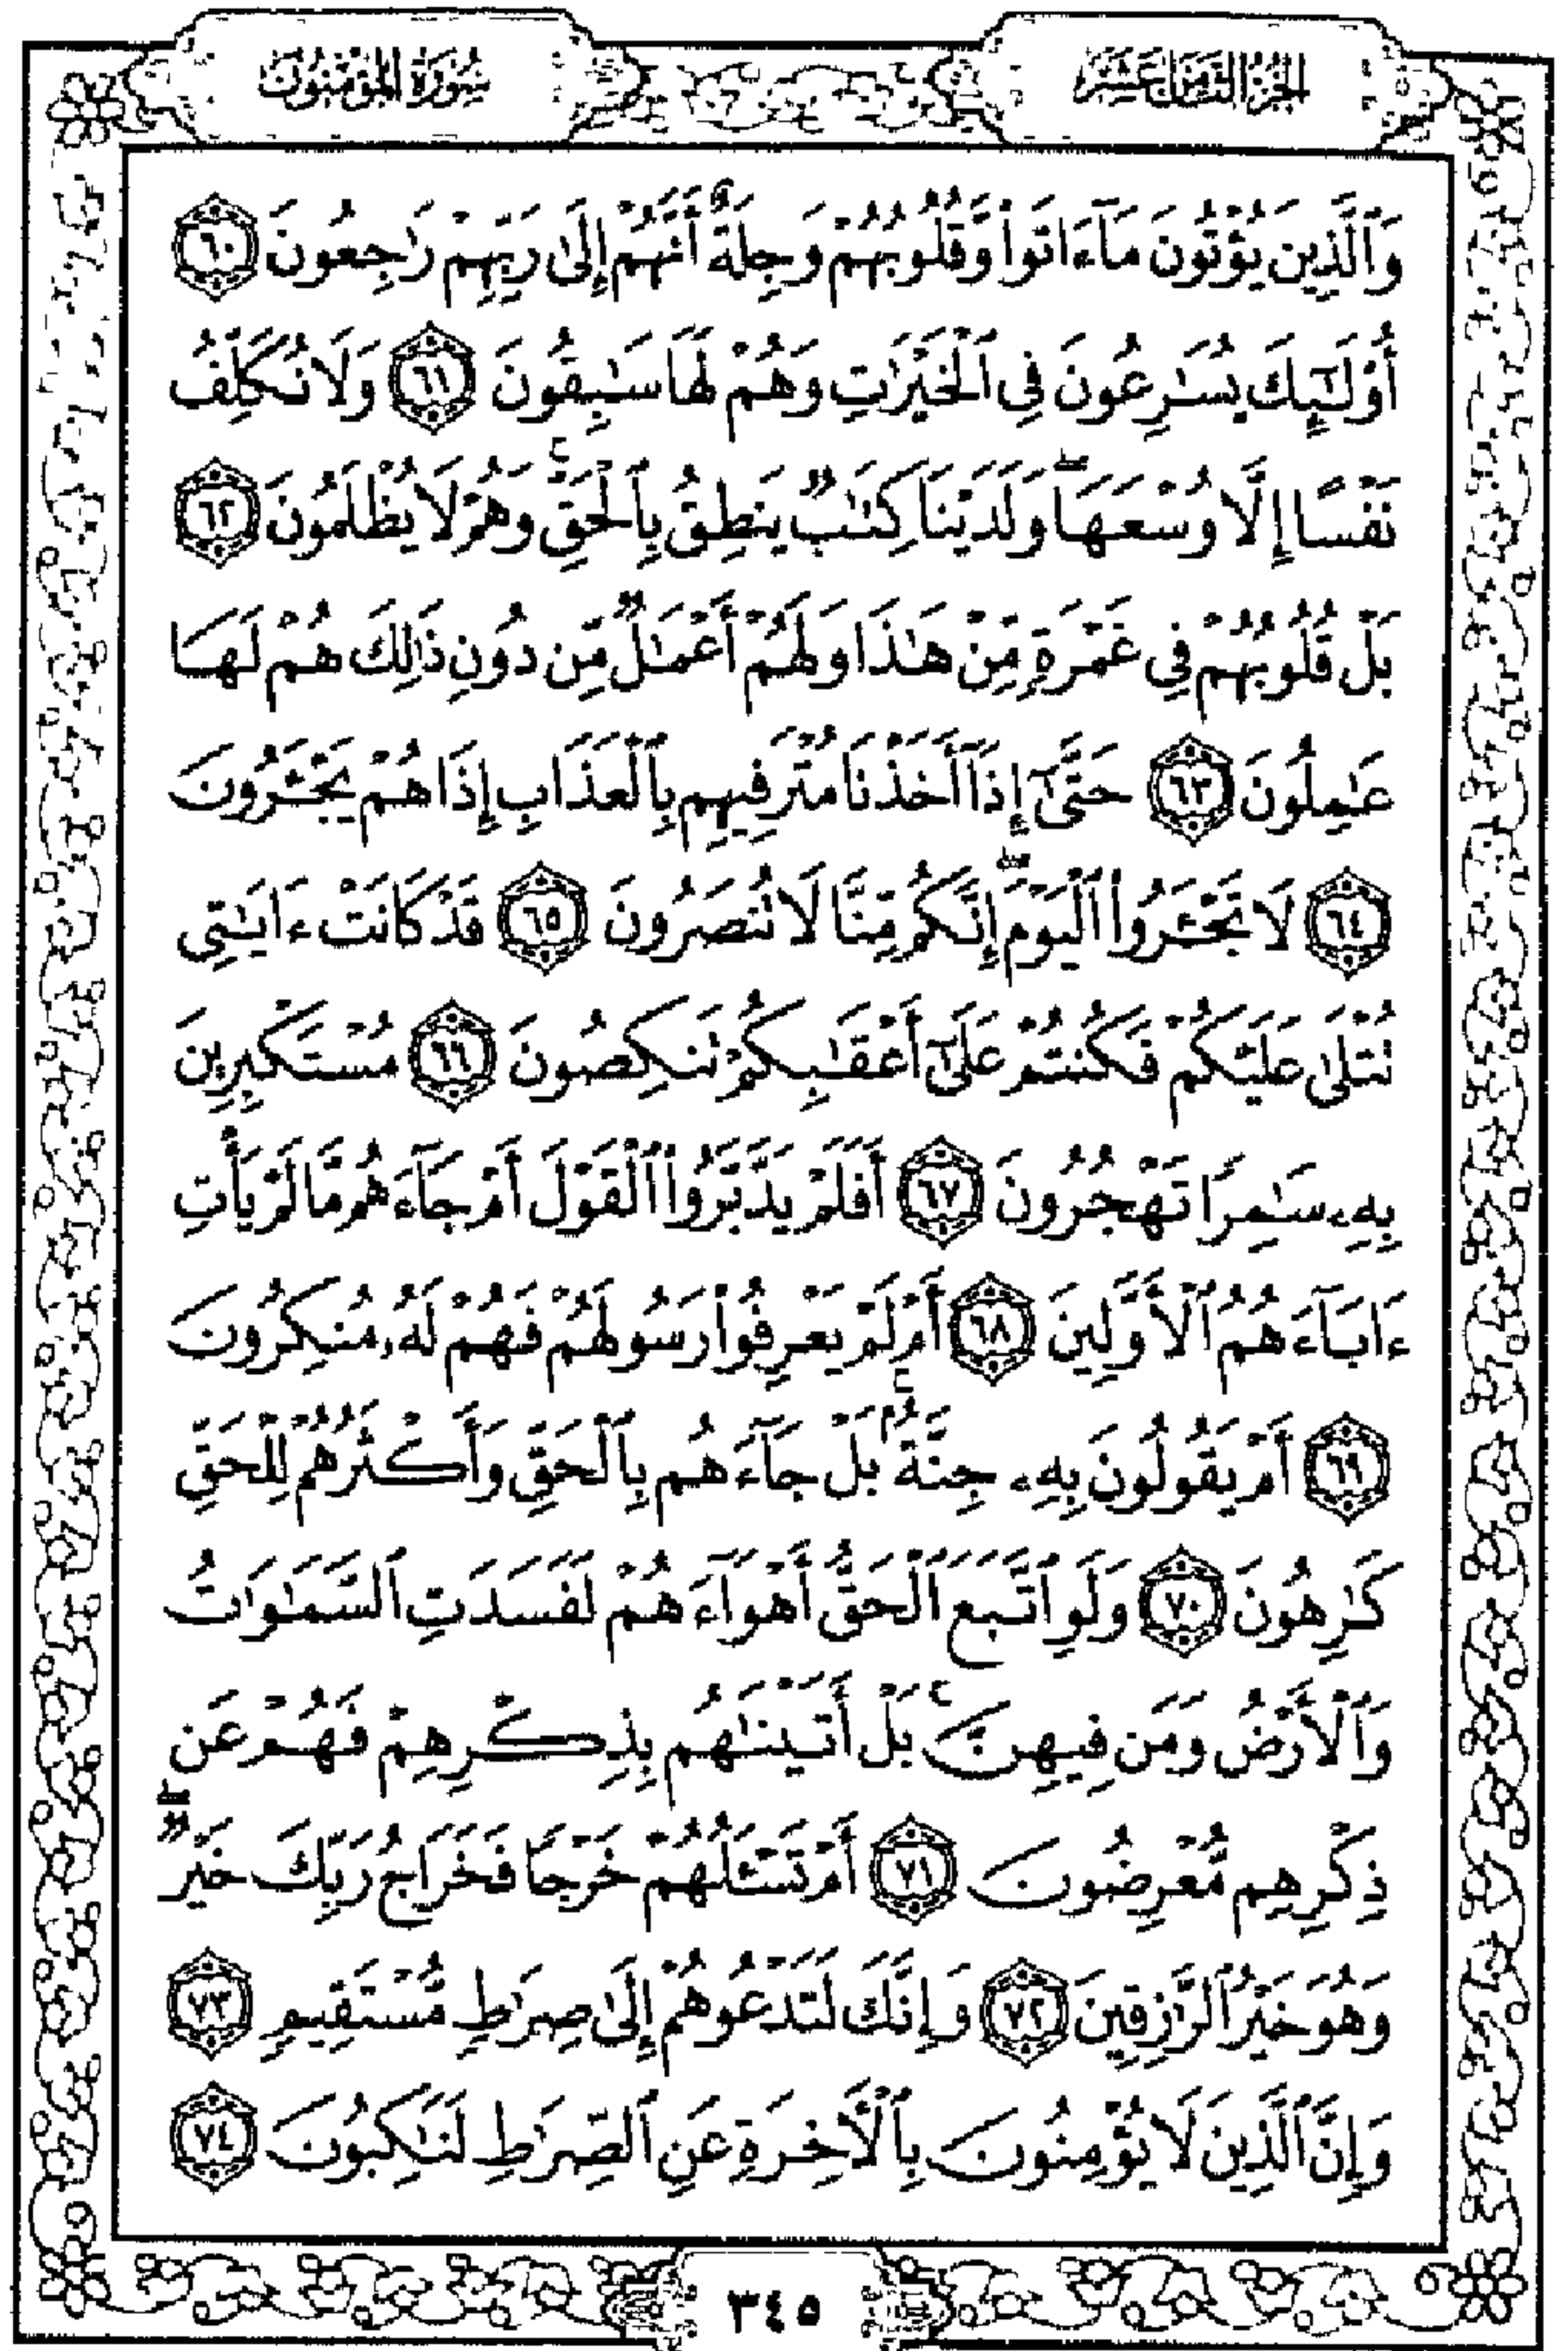 الجزء الثامن عشر
سورة المؤمنون
وَٱلَّذِينَ يُؤْتُونَ مَآ ءَاتَوا۟ وَّقُلُوبُهُمْ وَجِلَةٌ أَنَّهُمْ إِلَىٰ رَبِّهِمْ رَٰجِعُونَ ٦٠
أُو۟لَـٰٓئِكَ يُسَـٰرِعُونَ فِى ٱلْخَيْرَٰتِ وَهُمْ لَهَا سَـٰبِقُونَ ٦١ وَلَا نُكَلِّفُ
نَفْسًا إِلَّا وُسْعَهَا ۖ وَلَدَيْنَا كِتَـٰبٌ يَنطِقُ بِٱلْحَقِّ ۚ وَهُمْ لَا يُظْلَمُونَ ٦٢
بَلْ قُلُوبُهُمْ فِى غَمْرَةٍ مِّنْ هَـٰذَا وَلَهُمْ أَعْمَـٰلٌ مِّن دُونِ ذَٰلِكَ هُمْ لَهَا
عَـٰمِلُونَ ٦٣ حَتَّىٰٓ إِذَآ أَخَذْنَا مُتْرَفِيهِم بِٱلْعَذَابِ إِذَا هُمْ يَجْـَٔرُونَ
٦٤ لَا تَجْـَٔرُوا۟ ٱلْيَوْمَ ۖ إِنَّكُم مِّنَّا لَا تُنصَرُونَ ٦٥ قَدْ كَانَتْ ءَايَـٰتِى
تُتْلَىٰ عَلَيْكُمْ فَكُنتُمْ عَلَىٰٓ أَعْقَـٰبِكُمْ تَنكِصُونَ ٦٦ مُسْتَكْبِرِينَ
بِهِۦ سَـٰمِرًا تَهْجُرُونَ ٦٧ أَفَلَمْ يَدَّبَّرُوا۟ ٱلْقَوْلَ أَمْ جَآءَهُم مَّا لَمْ يَأْتِ
ءَابَآءَهُمُ ٱلْأَوَّلِينَ ٦٨ أَمْ لَمْ يَعْرِفُوا۟ رَسُولَهُمْ فَهُمْ لَهُۥ مُنكِرُونَ
٦٩ أَمْ يَقُولُونَ بِهِۦ جِنَّةٌۢ ۚ بَلْ جَآءَهُم بِٱلْحَقِّ وَأَكْثَرُهُمْ لِلْحَقِّ
كَـٰرِهُونَ ٧٠ وَلَوِ ٱتَّبَعَ ٱلْحَقُّ أَهْوَآءَهُمْ لَفَسَدَتِ ٱلسَّمَـٰوَٰتُ
وَٱلْأَرْضُ وَمَن فِيهِنَّ ۚ بَلْ أَتَيْنَـٰهُم بِذِكْرِهِمْ فَهُمْ عَن
ذِكْرِهِم مُّعْرِضُونَ ٧١ أَمْ تَسْـَٔلُهُمْ خَرْجًا فَخَرَاجُ رَبِّكَ خَيْرٌ ۖ
وَهُوَ خَيْرُ ٱلرَّٰزِقِينَ ٧٢ وَإِنَّكَ لَتَدْعُوهُمْ إِلَىٰ صِرَٰطٍ مُّسْتَقِيمٍ ٧٣
وَإِنَّ ٱلَّذِينَ لَا يُؤْمِنُونَ بِٱلْـَٔاخِرَةِ عَنِ ٱلصِّرَٰطِ لَنَـٰكِبُونَ ٧٤
٣٤٥